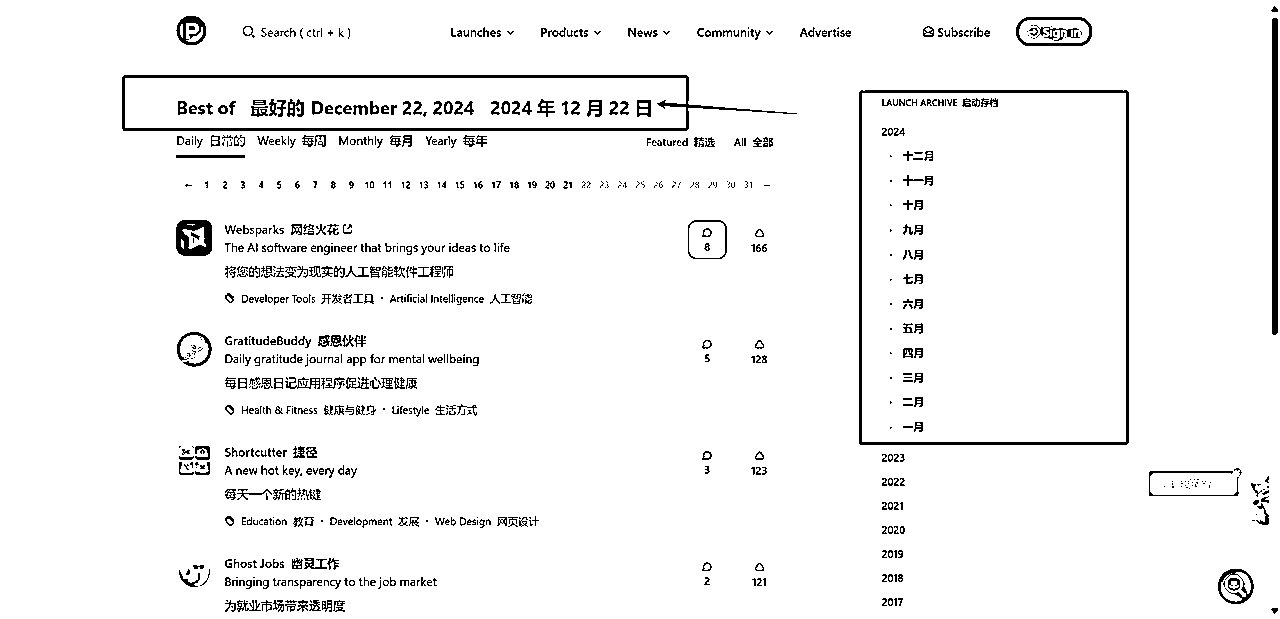 Search ( ctrl + k )
Launches
Products
News
Community
Advertise
Subscribe
Sign in
Best of 最好的 December 22, 2024 2024 年 12 月 22 日
Daily 日常的 Weekly 每周 Monthly 每月 Yearly 每年
Featured 精选 All 全部
← 1 2 3 4 5 6 7 8 9 10 11 12 13 14 15 16 17 18 19 20 21 22 23 24 25 26 27 28 29 30 31 →
Websparks 网络火花
The AI software engineer that brings your ideas to life
将您的想法变为现实的人工智能软件工程师
Developer Tools 开发者工具 · Artificial Intelligence 人工智能
8
166
GratitudeBuddy 感恩伙伴
Daily gratitude journal app for mental wellbeing
每日感恩日记应用程序促进心理健康
Health & Fitness 健康与健身 · Lifestyle 生活方式
5
128
Shortcutter 捷径
A new hot key, every day
每天一个新的热键
Education 教育 · Development 发展 · Web Design 网页设计
3
123
Ghost Jobs 幽灵工作
Bringing transparency to the job market
为就业市场带来透明度
2
121
LAUNCH ARCHIVE 启动存档
2024
· 十二月
· 十一月
· 十月
· 九月
· 八月
· 七月
· 六月
· 五月
· 四月
· 三月
· 二月
· 一月
2023
2022
2021
2020
2019
2018
2017